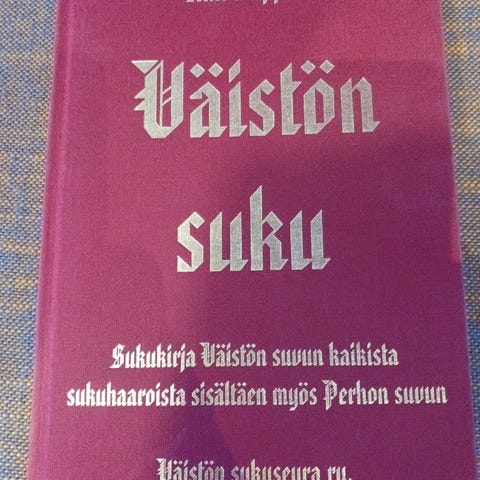 Väistön
suku
Sukukirja Väistön suvun kaikista
sukuhaaroista sisältäen myös Perhon suvun
Väistön sukuseura ry.